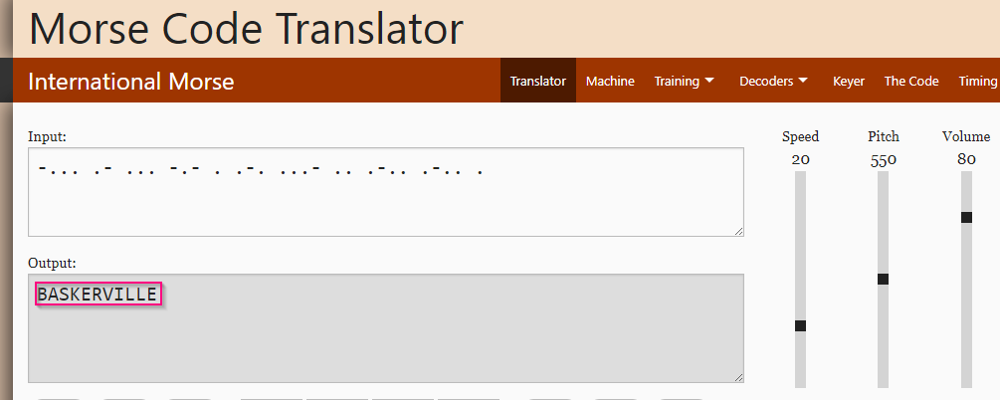 Morse Code Translator
International Morse
Translator Machine Training Decoders Keyer The Code Timing
Input:
-... .- ... -.- . .-. ...- .. .-.. .-.. .
Output:
BASKERVILLE
Speed Pitch Volume
20 550 80